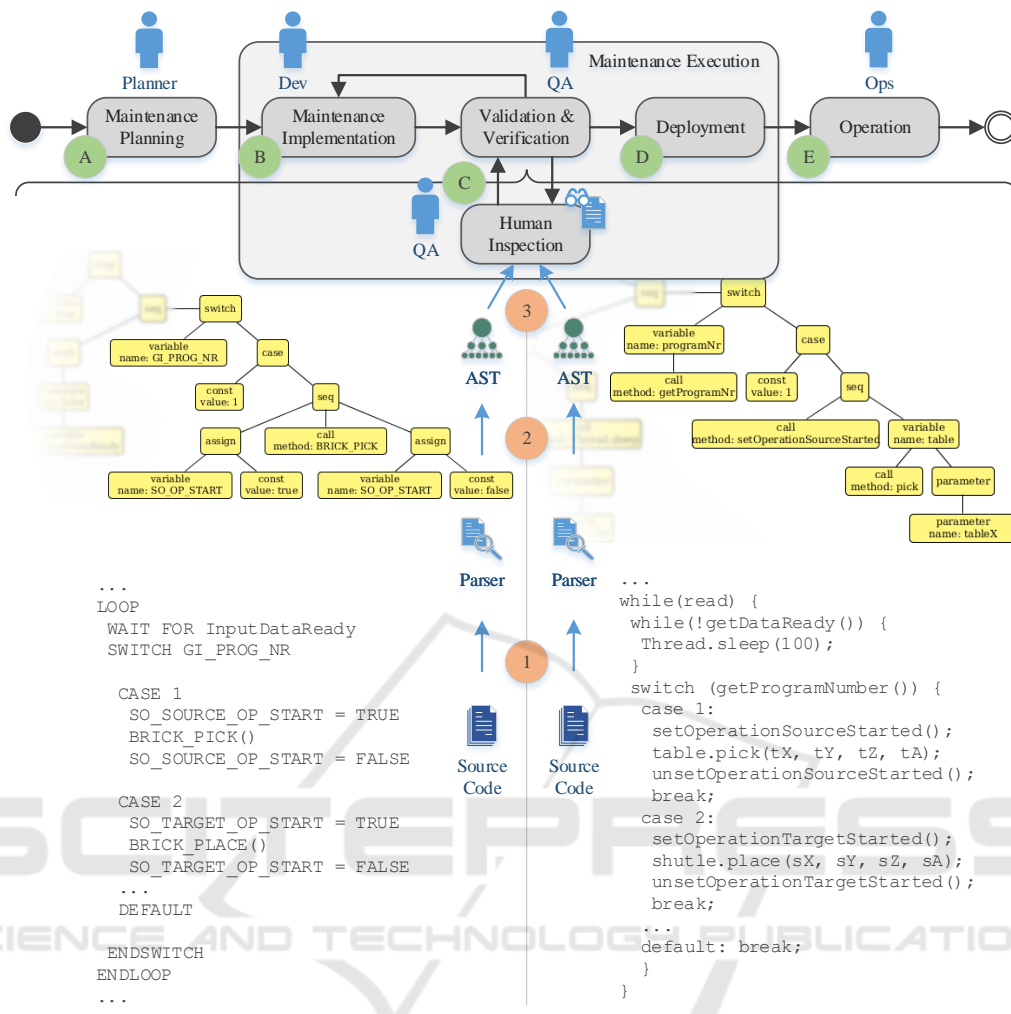 Planner
Dev
QA
Ops
Maintenance Execution
Maintenance
Planning
Maintenance
Implementation
Validation &
Verification
Deployment
Operation
A
B
C
D
E
QA
Human
Inspection
3
seq
switch
variable
name: GI_PROG_NR
case
const
value: 1
seq
assign
call
method: BRICK_PICK
assign
variable
name: SO_OP_START
const
value: true
variable
name: SO_OP_START
const
value: false
AST
AST
2
seq
switch
variable
name: programNr
case
call
method: getProgramNr
const
value: 1
seq
call
method: setOperationSourceStarted
variable
name: table
call
method: pick
parameter
parameter
name: tableX
Parser
Parser
1
Source
Code
Source
Code
...
LOOP
WAIT FOR InputDataReady
SWITCH GI_PROG_NR
CASE 1
SO_SOURCE_OP_START = TRUE
BRICK_PICK()
SO_SOURCE_OP_START = FALSE
CASE 2
SO_TARGET_OP_START = TRUE
BRICK_PLACE()
SO_TARGET_OP_START = FALSE
...
DEFAULT
ENDSWITCH
ENDLOOP
...
...
while(read) {
while(!getDataReady()) {
Thread.sleep(100);
}
switch (getProgramNumber()) {
case 1:
setOperationSourceStarted();
table.pick(tX, tY, tZ, tA);
unsetOperationSourceStarted();
break;
case 2:
setOperationTargetStarted();
shutle.place(sX, sY, sZ, sA);
unsetOperationTargetStarted();
break;
...
default: break;
}
}
SCITEPRESS
SCIENCE AND TECHNOLOGY PUBLICATIONS